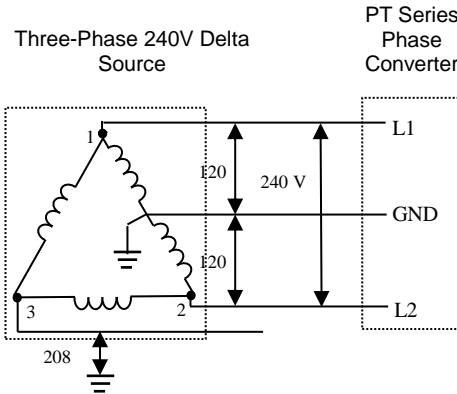 Three-Phase 240V Delta
Source
PT Series
Phase
Converter
1
L1
120
240 V
GND
120
3
2
L2
208